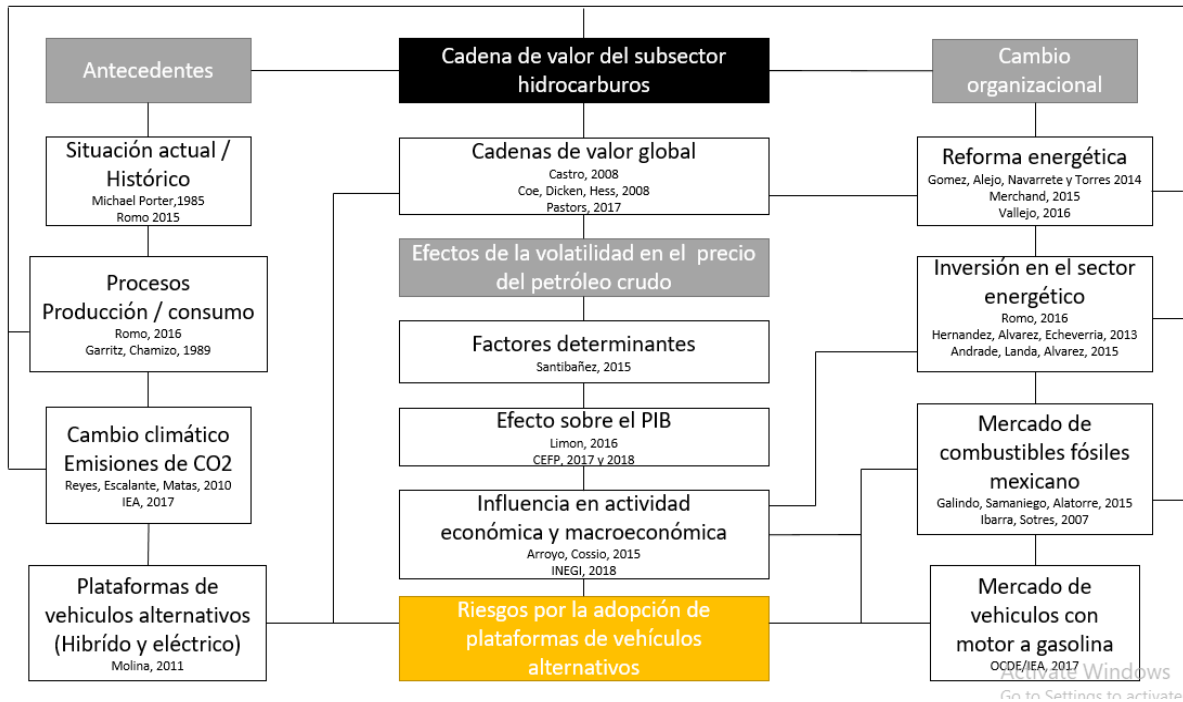 Antecedentes
Situación actual /
Histórico
Michael Porter,1985
Romo 2015
Procesos
Producción / consumo
Romo, 2016
Garritz, Chamizo, 1989
Cambio climático
Emisiones de CO2
Reyes, Escalante, Matas, 2010
IEA, 2017
Plataformas de
vehiculos alternativos
(Hibrído y eléctrico)
Molina, 2011
Cadena de valor del subsector
hidrocarburos
Cadenas de valor global
Castro, 2008
Coe, Dicken, Hess, 2008
Pastors, 2017
Efectos de la volatilidad en el precio
del petróleo crudo
Factores determinantes
Santibañez, 2015
Efecto sobre el PIB
Limon, 2016
CEFP, 2017 y 2018
Influencia en actividad
económica y macroeconómica
Arroyo, Cossio, 2015
INEGI, 2018
Riesgos por la adopción de
plataformas de vehículos
alternativos
Cambio
organizacional
Reforma energética
Gomez, Alejo, Navarrete y Torres 2014
Merchand, 2015
Vallejo, 2016
Inversión en el sector
energético
Romo, 2016
Hernandez, Alvarez, Echeverria, 2013
Andrade, Landa, Alvarez, 2015
Mercado de
combustibles fósiles
mexicano
Galindo, Samaniego, Alatorre, 2015
Ibarra, Sotres, 2007
Mercado de
vehiculos con
motor a gasolina
OCDE/IEA, 2017
Activate Windows
Go to Settings to activate